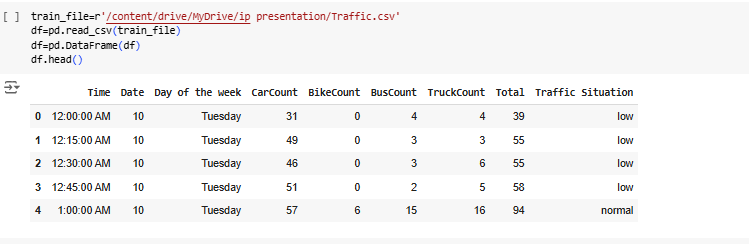 [ ] train_file=r'/content/drive/MyDrive/ip presentation/Traffic.csv'
df=pd.read_csv(train_file)
df=pd.DataFrame(df)
df.head()
Time Date Day of the week CarCount BikeCount BusCount TruckCount Total Traffic Situation
0 12:00:00 AM 10 Tuesday 31 0 4 4 39 low
1 12:15:00 AM 10 Tuesday 49 0 3 3 55 low
2 12:30:00 AM 10 Tuesday 46 0 3 6 55 low
3 12:45:00 AM 10 Tuesday 51 0 2 5 58 low
4 1:00:00 AM 10 Tuesday 57 6 15 16 94 normal